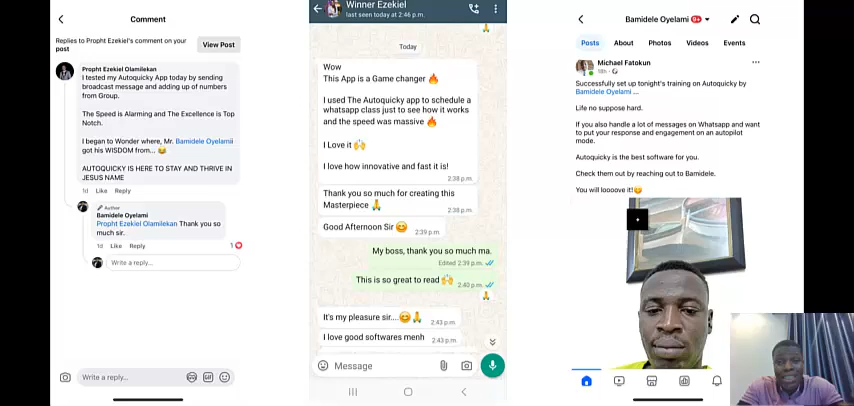 Comment
Replies to Propht Ezekiel's comment on your
post
View Post
Propht Ezekiel Olamilekan
I tested my Autoquicky App today by sending
broadcast message and adding up of numbers
from Group.
The Speed is Alarming and The Excellence is Top
Notch.
I began to Wonder where, Mr. Bamidele Oyelamii
got his WISDOM from... 😂
AUTOQUICKY IS HERE TO STAY AND THRIVE IN
JESUS NAME
1d Like Reply
Author
Bamidele Oyelami
Propht Ezekiel Olamilekan Thank you so
much sir.
1d Like Reply 1
Write a reply...
Write a reply...
GIF
Winner Ezekiel
last seen today at 2:46 p.m.
🙏
Today
Wow
This App is a Game changer 🔥
I used The Autoquicky app to schedule a
whatsapp class just to see how it works
and the speed was massive 🔥
I Love it 🙌
I love how innovative and fast it is!
2:38 p.m.
Thank you so much for creating this
Masterpiece 🙏
2:38 p.m.
Good Afternoon Sir 😊
2:39 p.m.
My boss, thank you so much ma.
Edited 2:39 p.m.
This is so great to read 🙌
2:40 p.m.
🙏
It's my pleasure sir....😊🙏
2:43 p.m.
I love good softwares menh
2:43 p.m.
Message
Bamidele Oyelami 9+
Posts About Photos Videos Events
Michael Fatokun
18h
Successfully set up tonight's training on Autoquicky by
Bamidele Oyelami ...
Life no suppose hard.
If you also handle a lot of messages on Whatsapp and want
to put your response and engagement on an autopilot
mode.
Autoquicky is the best software for you.
Check them out by reaching out to Bamidele.
You will loooove it!😋